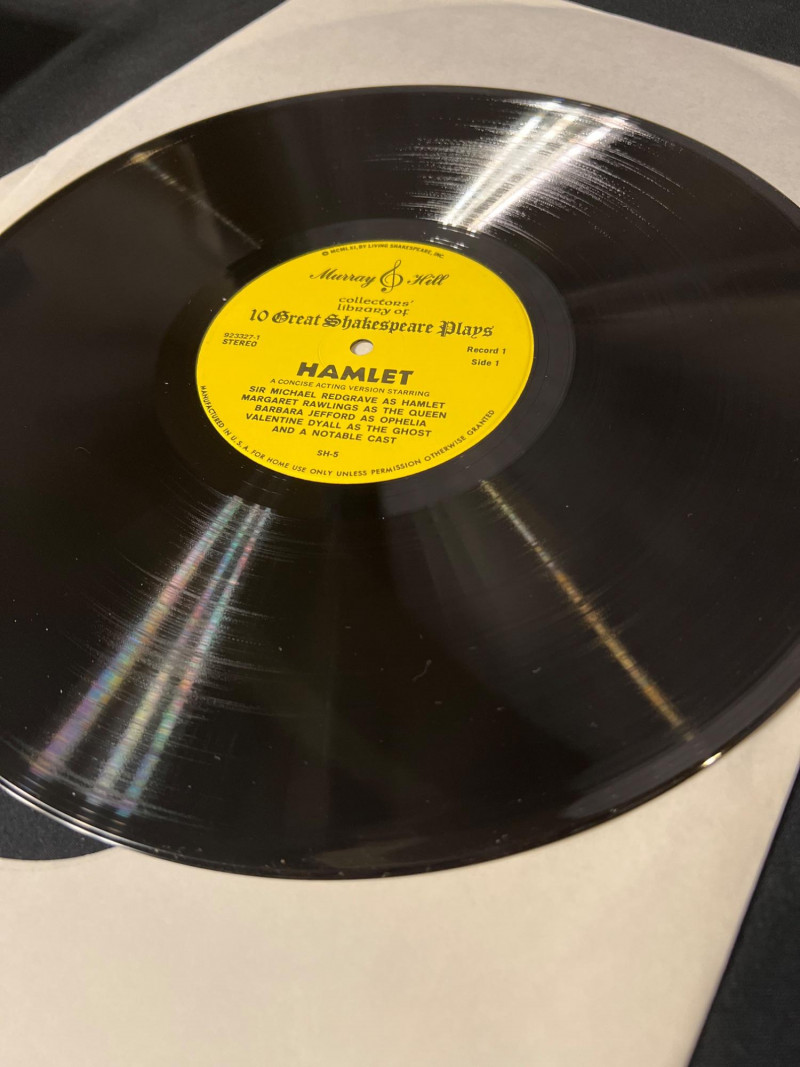 © MCMLXI, BY LIVING SHAKESPEARE, INC.
Murray Hill
collectors'
library of
10 Great Shakespeare Plays
923327-1
STEREO
Record 1
Side 1
HAMLET
A CONCISE ACTING VERSION STARRING
SIR MICHAEL REDGRAVE AS HAMLET
MARGARET RAWLINGS AS THE QUEEN
BARBARA JEFFORD AS OPHELIA
VALENTINE DYALL AS THE GHOST
AND A NOTABLE CAST
SH-5
MANUFACTURED IN U.S.A. FOR HOME USE ONLY UNLESS PERMISSION OTHERWISE GRANTED